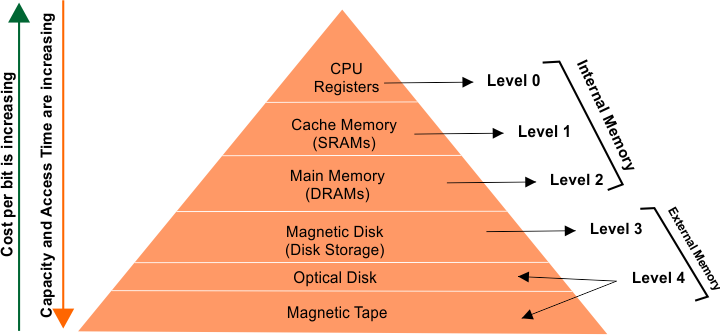 Cost per bit is increasing
Capacity and Access Time are increasing
CPU
Registers
Level 0
Cache Memory
(SRAMs)
Level 1
Main Memory
(DRAMs)
Level 2
Internal Memory
Magnetic Disk
(Disk Storage)
Level 3
Optical Disk
Level 4
Magnetic Tape
External Memory